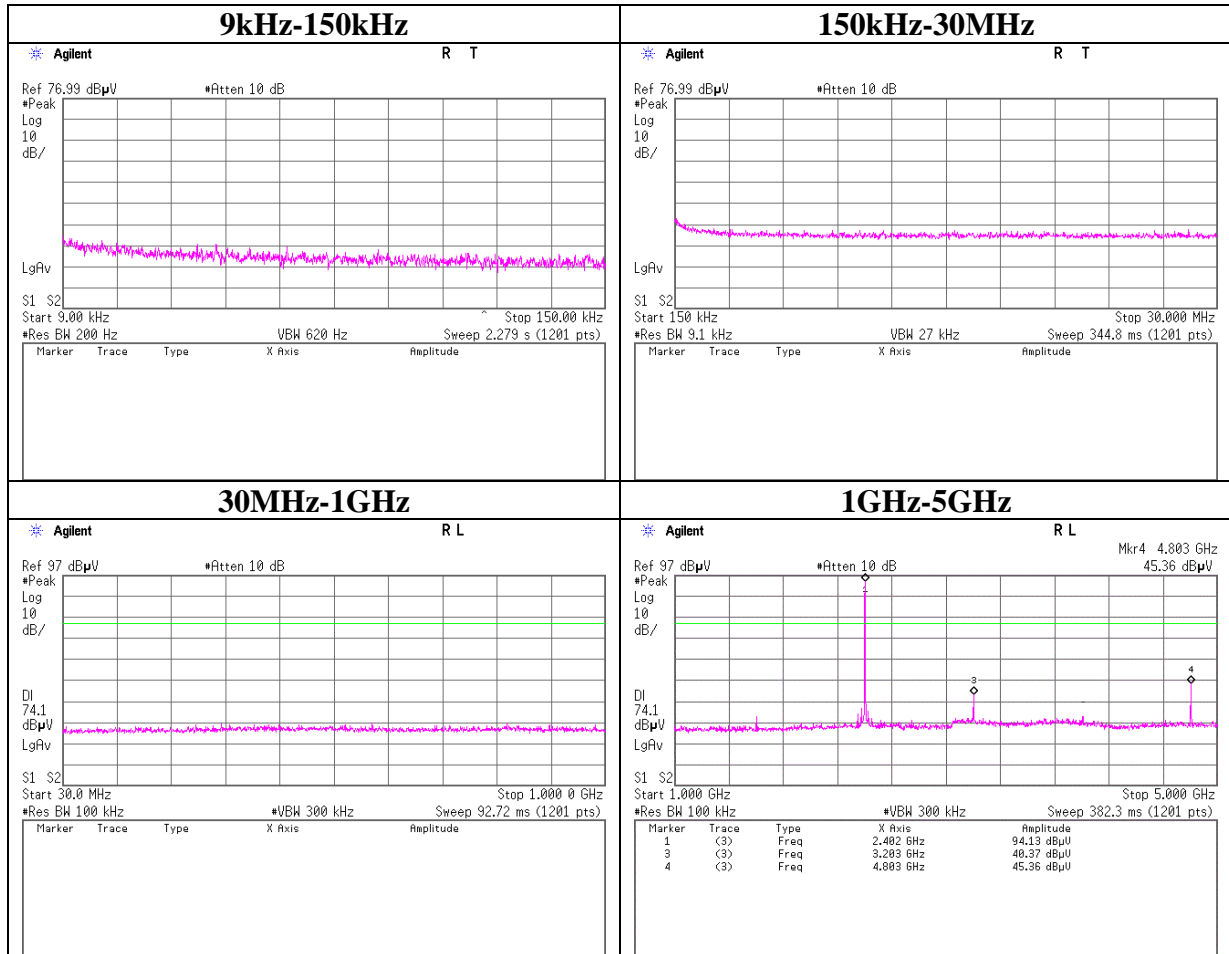 9kHz-150kHz
Agilent R T
Ref 76.99 dBµV #Atten 10 dB
#Peak
Log
10
dB/
LgAv
S1 S2
Start 9.00 kHz ^ Stop 150.00 kHz
#Res BW 200 Hz VBW 620 Hz Sweep 2.279 s (1201 pts)
Marker Trace Type X Axis Amplitude
150kHz-30MHz
Agilent R T
Ref 76.99 dBµV #Atten 10 dB
#Peak
Log
10
dB/
LgAv
S1 S2
Start 150 kHz Stop 30.000 MHz
#Res BW 9.1 kHz VBW 27 kHz Sweep 344.8 ms (1201 pts)
Marker Trace Type X Axis Amplitude
30MHz-1GHz
Agilent R L
Ref 97 dBµV #Atten 10 dB
#Peak
Log
10
dB/
DI
74.1
dBµV
LgAv
S1 S2
Start 30.0 MHz Stop 1.000 0 GHz
#Res BW 100 kHz #VBW 300 kHz Sweep 92.72 ms (1201 pts)
Marker Trace Type X Axis Amplitude
1GHz-5GHz
Agilent R L
Mkr4 4.803 GHz
Ref 97 dBµV #Atten 10 dB 45.36 dBµV
#Peak
Log
10
dB/
1
3
4
DI
74.1
dBµV
LgAv
S1 S2
Start 1.000 GHz Stop 5.000 GHz
#Res BW 100 kHz #VBW 300 kHz Sweep 382.3 ms (1201 pts)
Marker Trace Type X Axis Amplitude
1 (3) Freq 2.402 GHz 94.13 dBµV
3 (3) Freq 3.203 GHz 40.37 dBµV
4 (3) Freq 4.803 GHz 45.36 dBµV